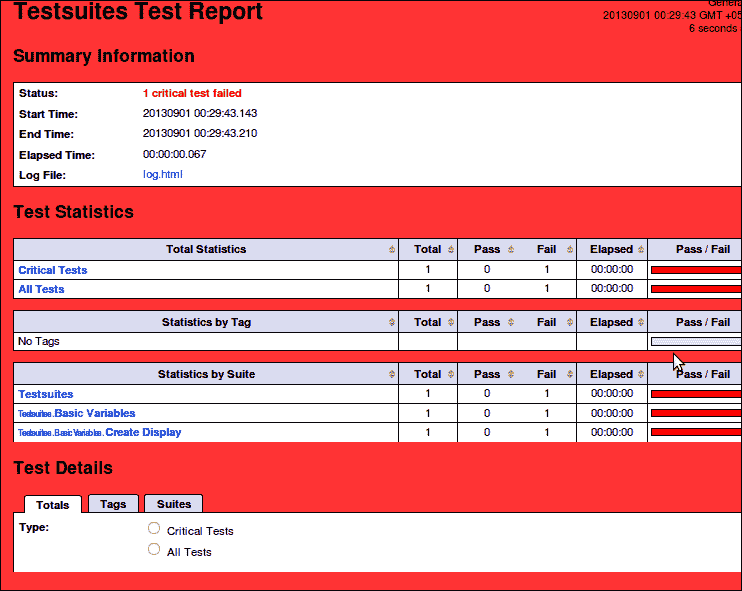 Testsuites Test Report
20130901 00:29:43 GMT +05
6 seconds
Summary Information
Status: 1 critical test failed
Start Time: 20130901 00:29:43.143
End Time: 20130901 00:29:43.210
Elapsed Time: 00:00:00.067
Log File: log.html
Test Statistics
Total Statistics Total Pass Fail Elapsed Pass / Fail
Critical Tests 1 0 1 00:00:00
All Tests 1 0 1 00:00:00
Statistics by Tag Total Pass Fail Elapsed Pass / Fail
No Tags
Statistics by Suite Total Pass Fail Elapsed Pass / Fail
Testsuites 1 0 1 00:00:00
Testsuites.Basic Variables 1 0 1 00:00:00
Testsuites.Basic Variables.Create Display 1 0 1 00:00:00
Test Details
Totals Tags Suites
Type: Critical Tests
All Tests